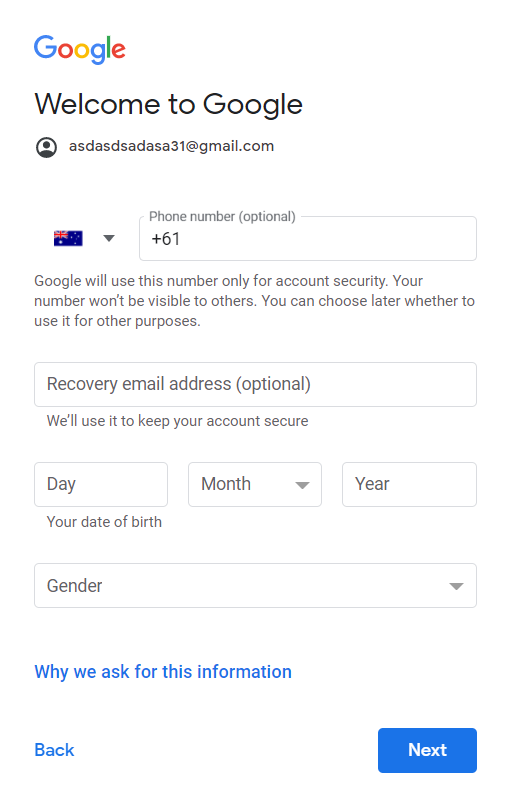 Google
Welcome to Google
asdasdsadasa31@gmail.com
Phone number (optional)
+61
Google will use this number only for account security. Your
number won't be visible to others. You can choose later whether to
use it for other purposes.
Recovery email address (optional)
We'll use it to keep your account secure
Day Month Year
Your date of birth
Gender
Why we ask for this information
Back Next